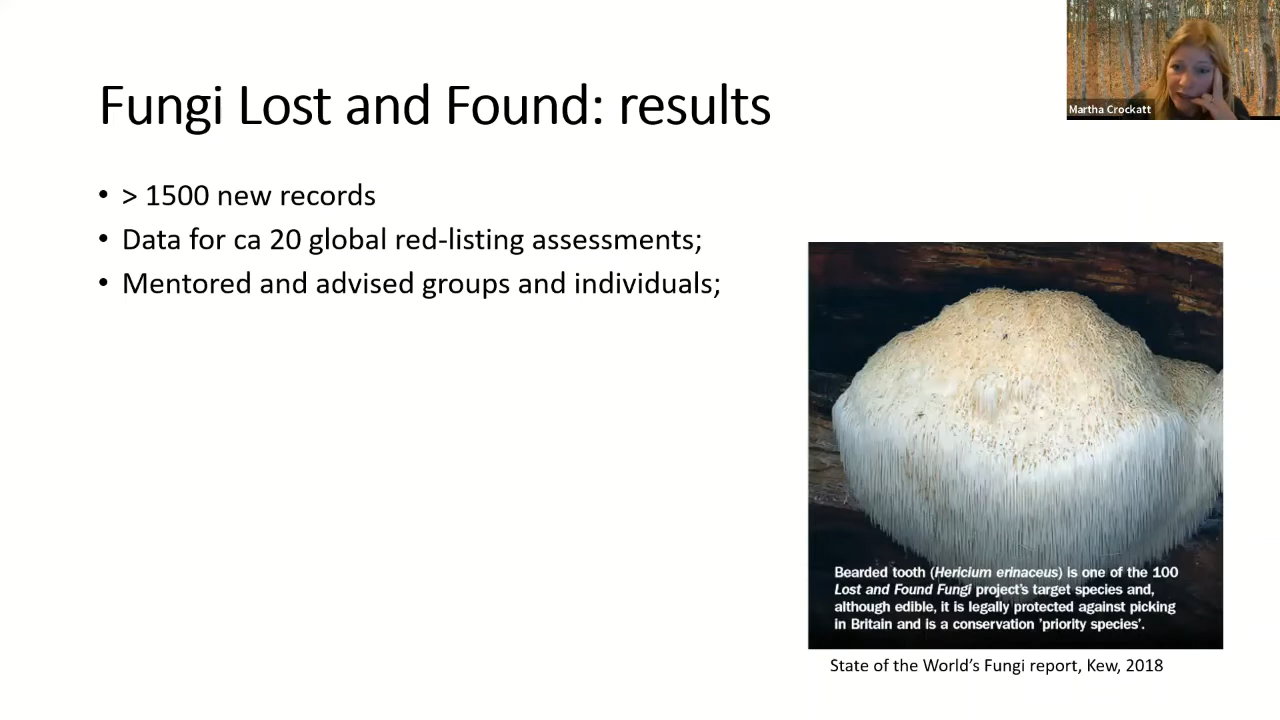 Martha Crockatt
Fungi Lost and Found: results
• > 1500 new records
• Data for ca 20 global red-listing assessments;
• Mentored and advised groups and individuals;
Bearded tooth (Hericium erinaceus) is one of the 100
Lost and Found Fungi project's target species and,
although edible, it is legally protected against picking
in Britain and is a conservation 'priority species'.
State of the World's Fungi report, Kew, 2018